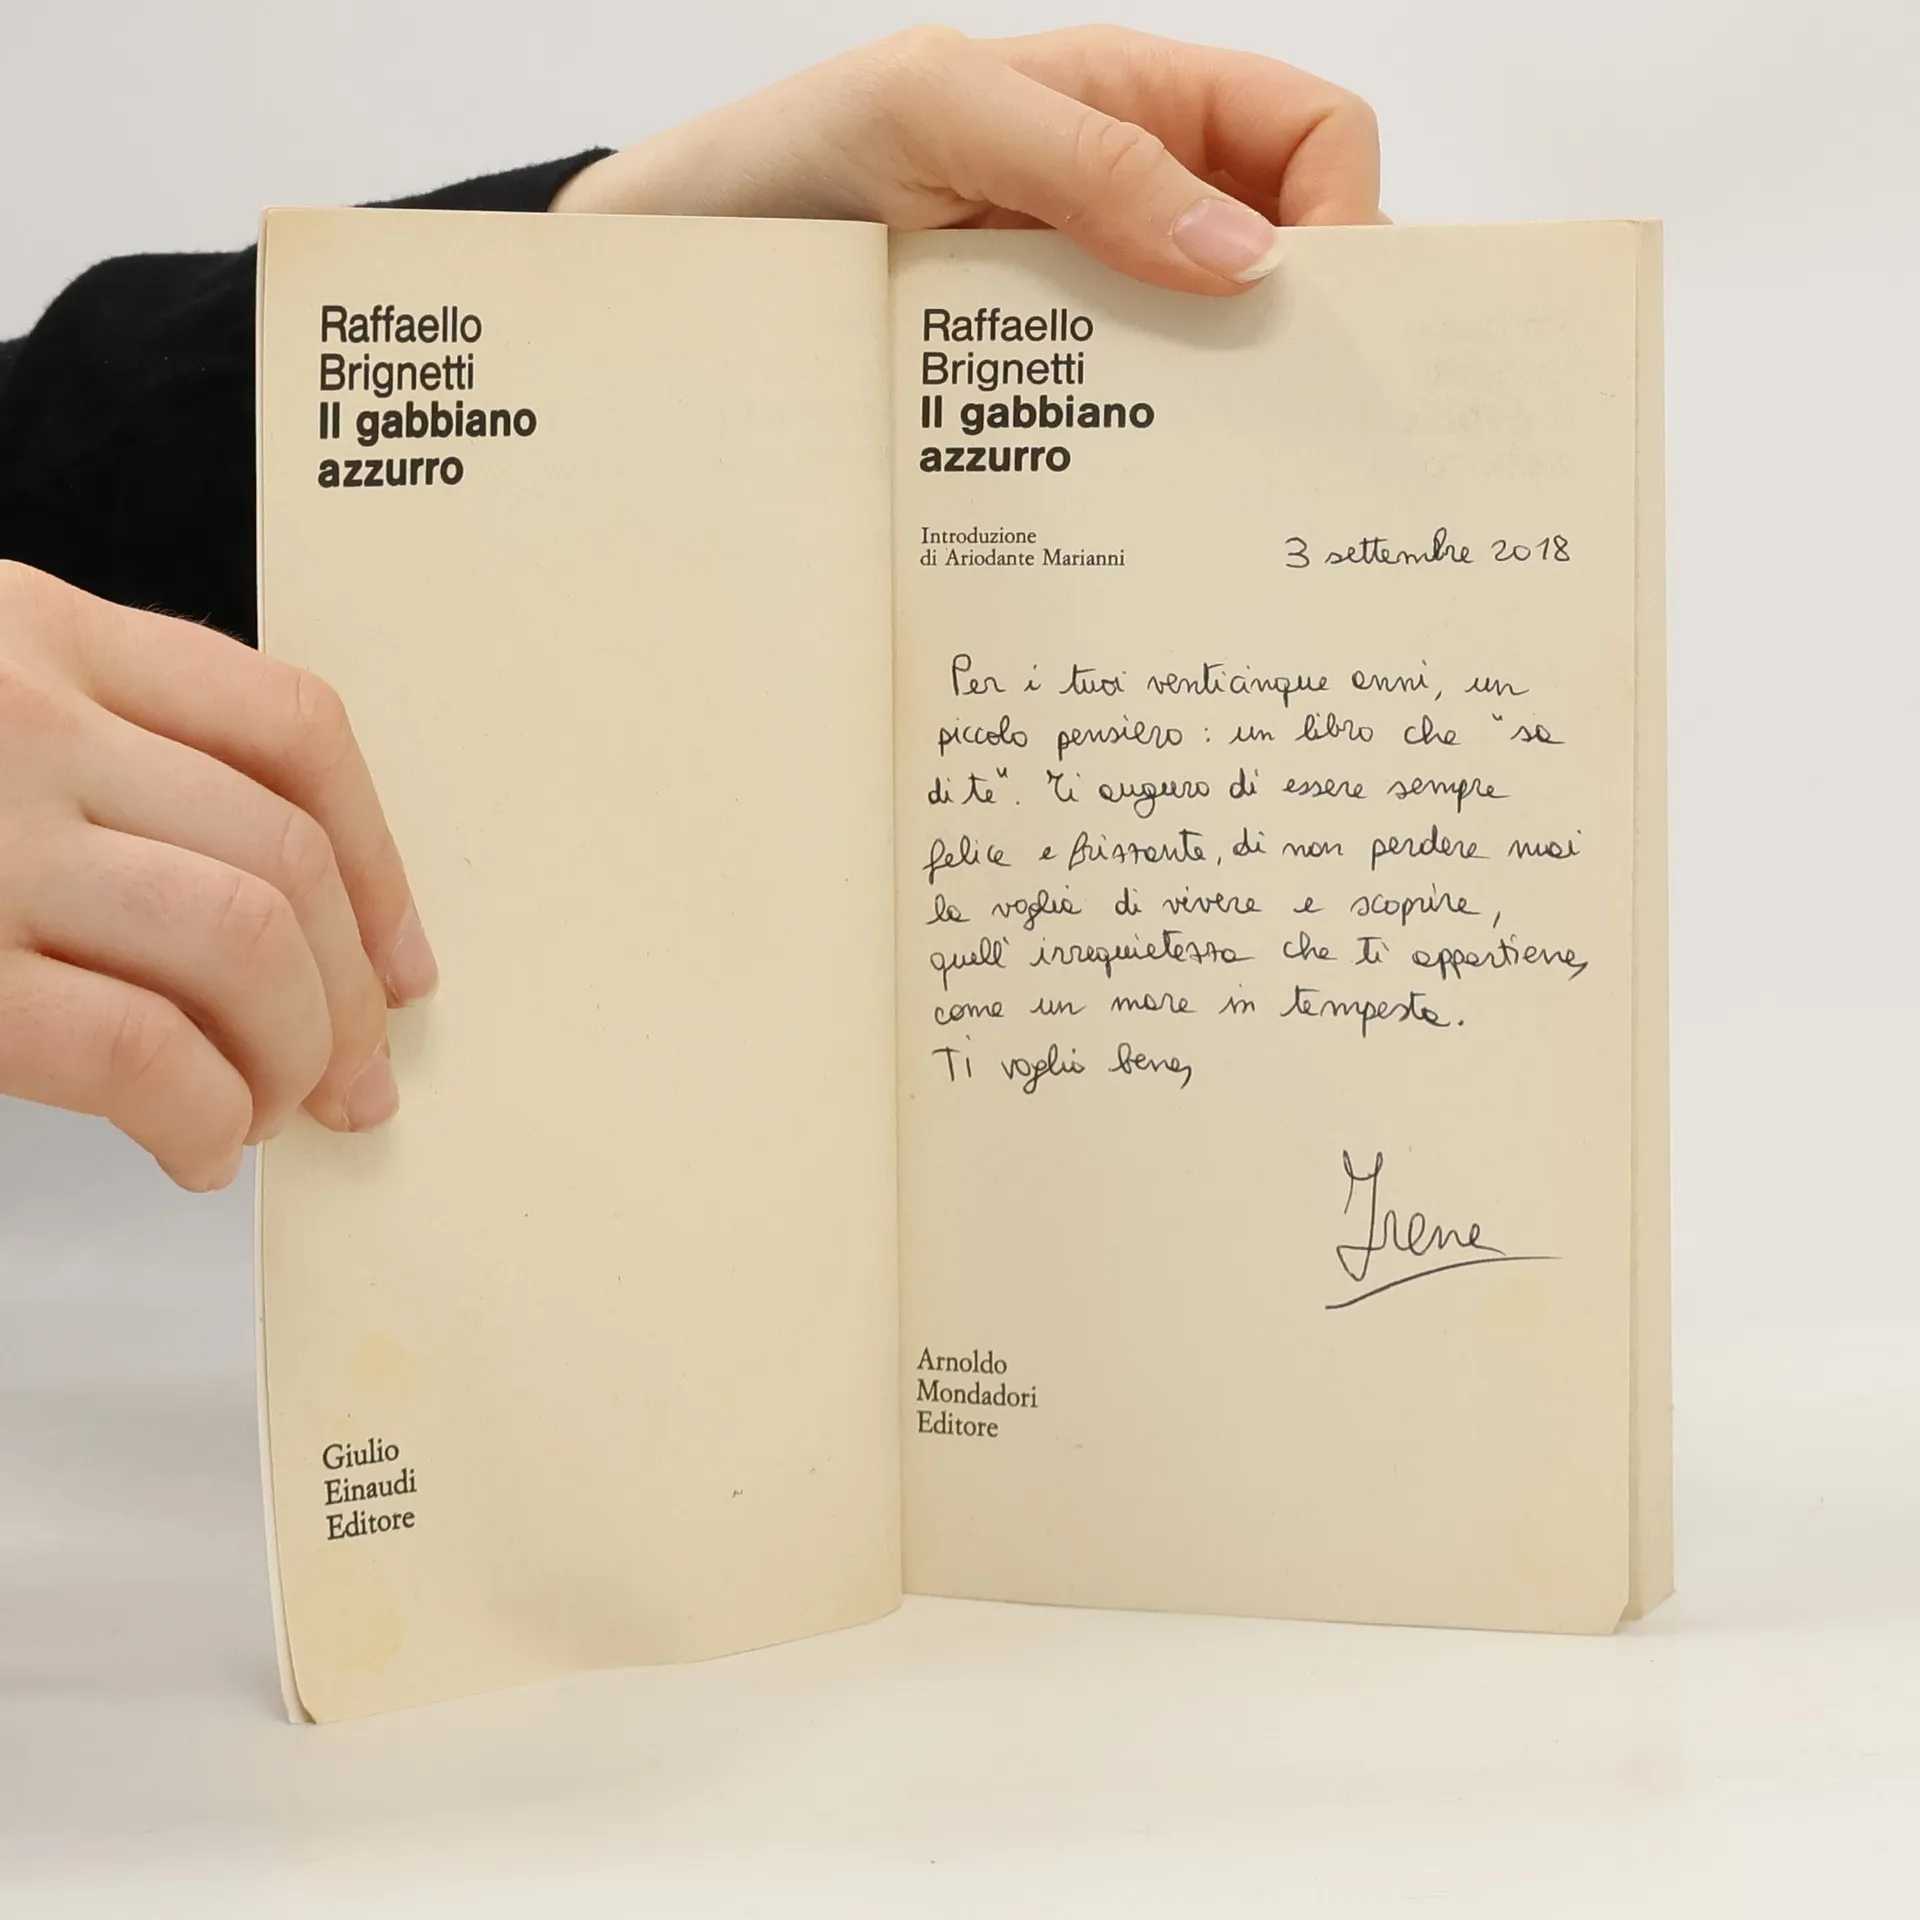 Raffaello
Brignetti
Il gabbiano
azzurro
Giulio
Einaudi
Editore
Raffaello
Brignetti
Il gabbiano
azzurro
Introduzione
di Ariodante Marianni
3 settembre 2018
Per i tuoi venticinque anni, un
piccolo pensiero: un libro che "sa
di te". Ti auguro di essere sempre
felice e frizzante, di non perdere mai
la voglia di vivere e scoprire,
quell'irrequietezza che ti appartiene,
come un mare in tempesta.
Ti voglio bene,
Irene
Arnoldo
Mondadori
Editore